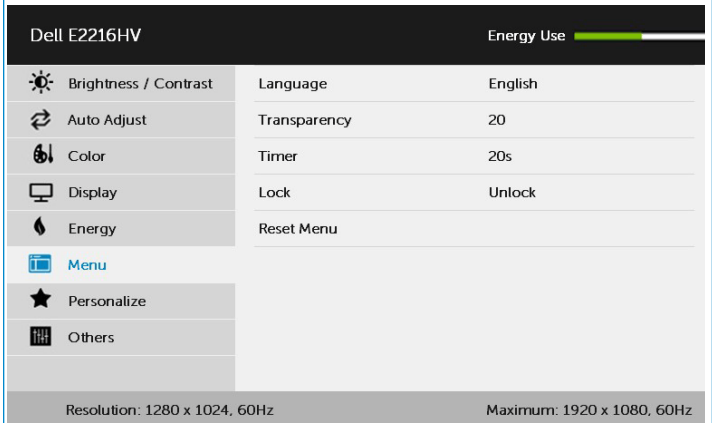 Dell E2216HV Energy Use
Brightness / Contrast Language English
Auto Adjust Transparency 20
Color Timer 20s
Display Lock Unlock
Energy Reset Menu
Menu
Personalize
Others
Resolution: 1280 x 1024, 60Hz Maximum: 1920 x 1080, 60Hz